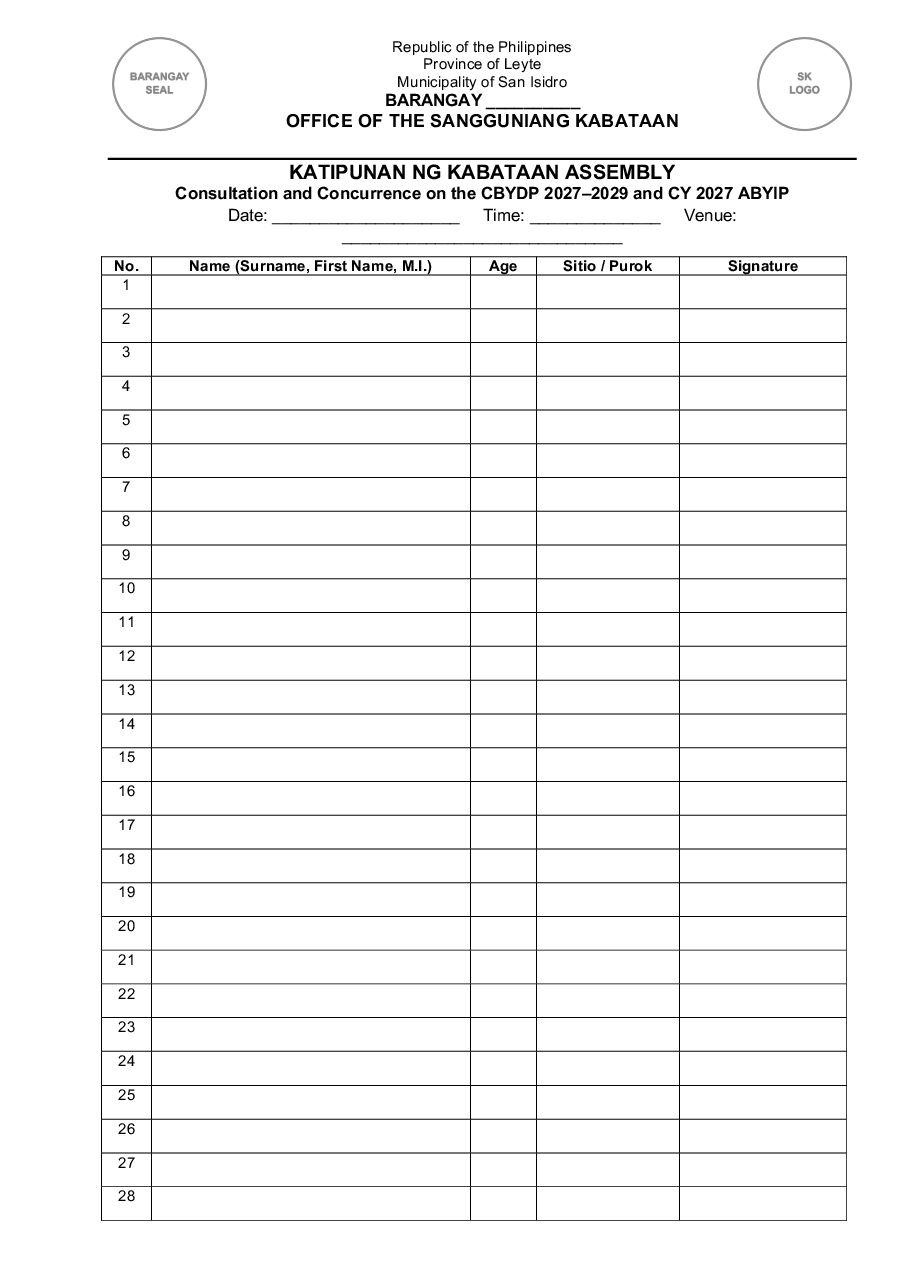 BARANGAY
SEAL
Republic of the Philippines
Province of Leyte
Municipality of San Isidro
BARANGAY __________
OFFICE OF THE SANGGUNIANG KABATAAN
SK
LOGO
KATIPUNAN NG KABATAAN ASSEMBLY
Consultation and Concurrence on the CBYDP 2027–2029 and CY 2027 ABYIP
Date: ____________________ Time: ______________ Venue:
______________________________
No. Name (Surname, First Name, M.I.) Age Sitio / Purok Signature
1
2
3
4
5
6
7
8
9
10
11
12
13
14
15
16
17
18
19
20
21
22
23
24
25
26
27
28